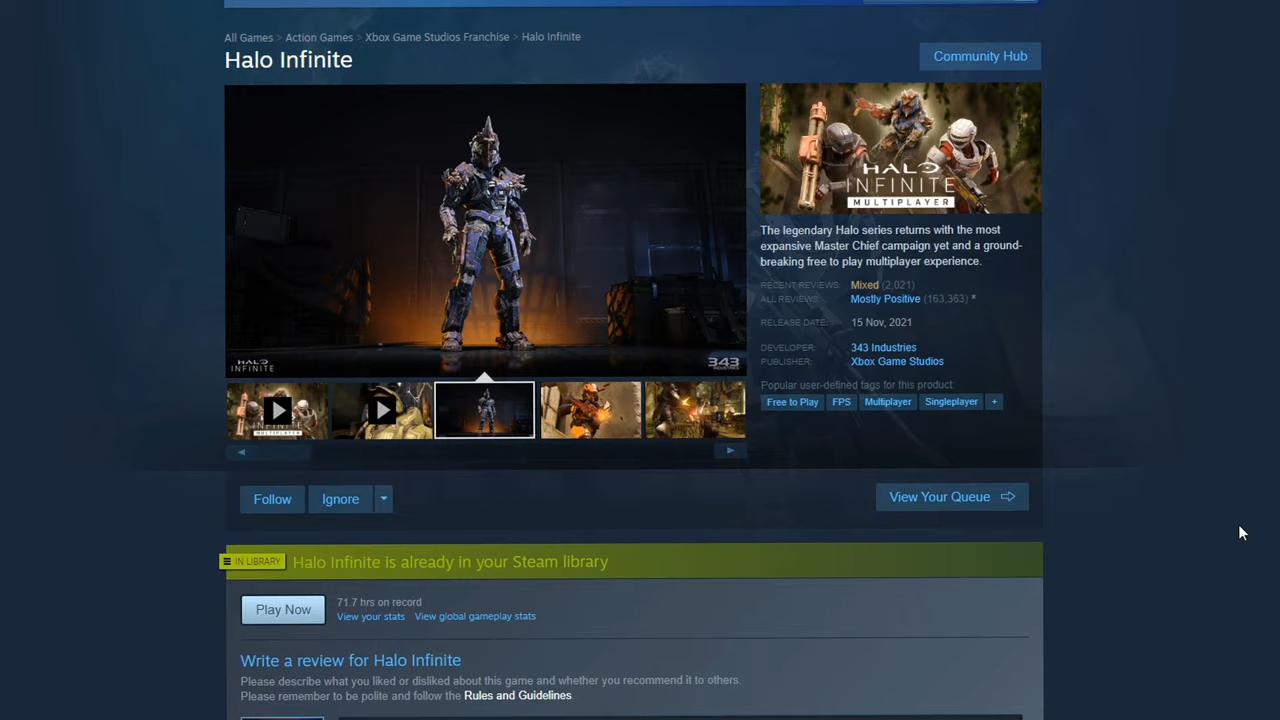 All Games > Action Games > Xbox Game Studios Franchise > Halo Infinite
Halo Infinite
Community Hub
HALO
INFINITE
MULTIPLAYER
The legendary Halo series returns with the most
expansive Master Chief campaign yet and a ground-
breaking free to play multiplayer experience.
RECENT REVIEWS: Mixed (2,021)
ALL REVIEWS: Mostly Positive (163,363) *
RELEASE DATE: 15 Nov, 2021
DEVELOPER: 343 Industries
PUBLISHER: Xbox Game Studios
Popular user-defined tags for this product:
Free to Play FPS Multiplayer Singleplayer +
HALO
INFINITE
343
INDUSTRIES
INFINITE
MULTIPLAYER
Follow Ignore
View Your Queue
IN LIBRARY Halo Infinite is already in your Steam library
Play Now
71.7 hrs on record
View your stats View global gameplay stats
Write a review for Halo Infinite
Please describe what you liked or disliked about this game and whether you recommend it to others.
Please remember to be polite and follow the Rules and Guidelines